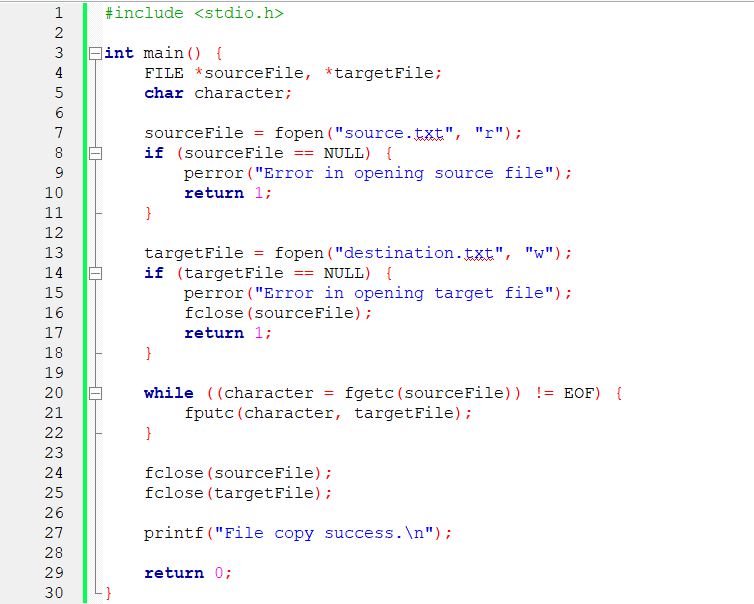 1 #include <stdio.h>
2
3 int main() {
4     FILE *sourceFile, *targetFile;
5     char character;
6
7     sourceFile = fopen("source.txt", "r");
8     if (sourceFile == NULL) {
9         perror("Error in opening source file");
10         return 1;
11     }
12
13     targetFile = fopen("destination.txt", "w");
14     if (targetFile == NULL) {
15         perror("Error in opening target file");
16         fclose(sourceFile);
17         return 1;
18     }
19
20     while ((character = fgetc(sourceFile)) != EOF) {
21         fputc(character, targetFile);
22     }
23
24     fclose(sourceFile);
25     fclose(targetFile);
26
27     printf("File copy success.\n");
28
29     return 0;
30 }